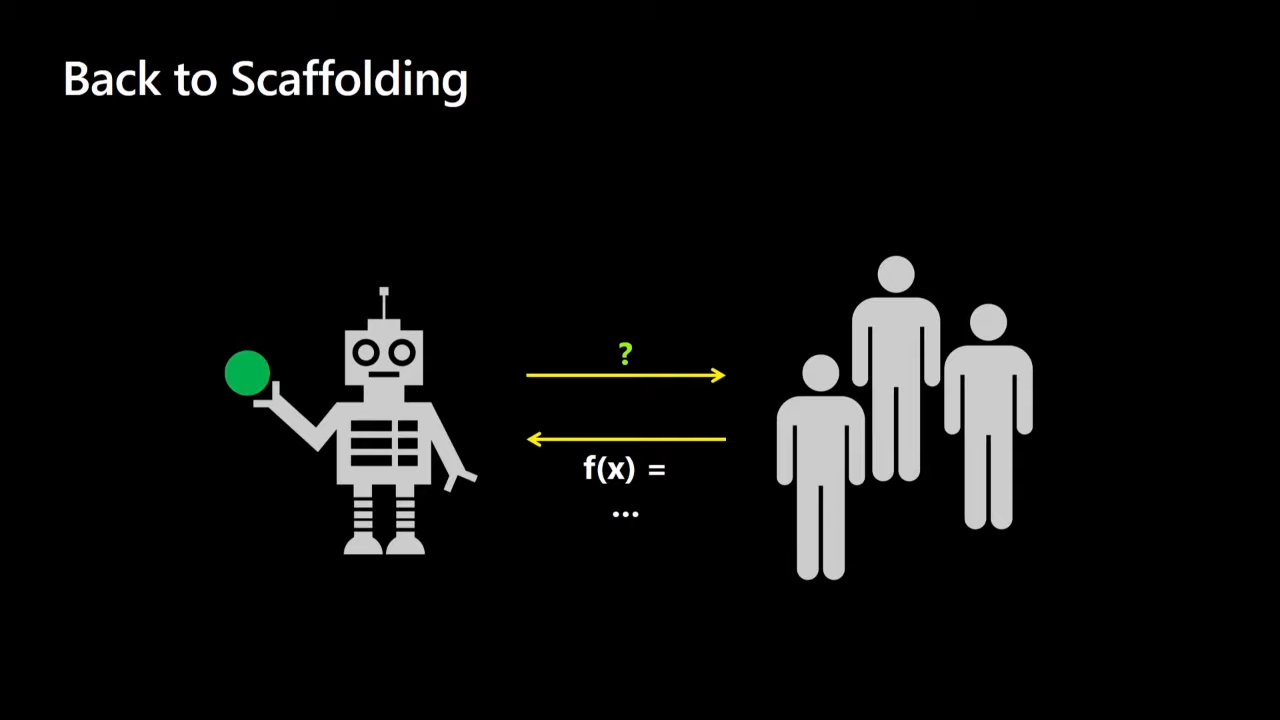 Back to Scaffolding
?
f(x) =
...